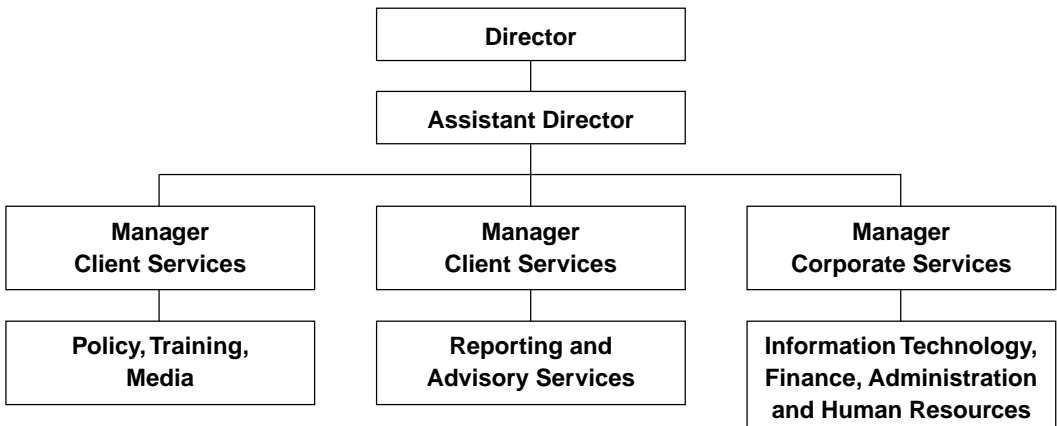 Director
Assistant Director
Manager
Client Services
Manager
Client Services
Manager
Corporate Services
Policy, Training,
Media
Reporting and
Advisory Services
Information Technology,
Finance, Administration
and Human Resources